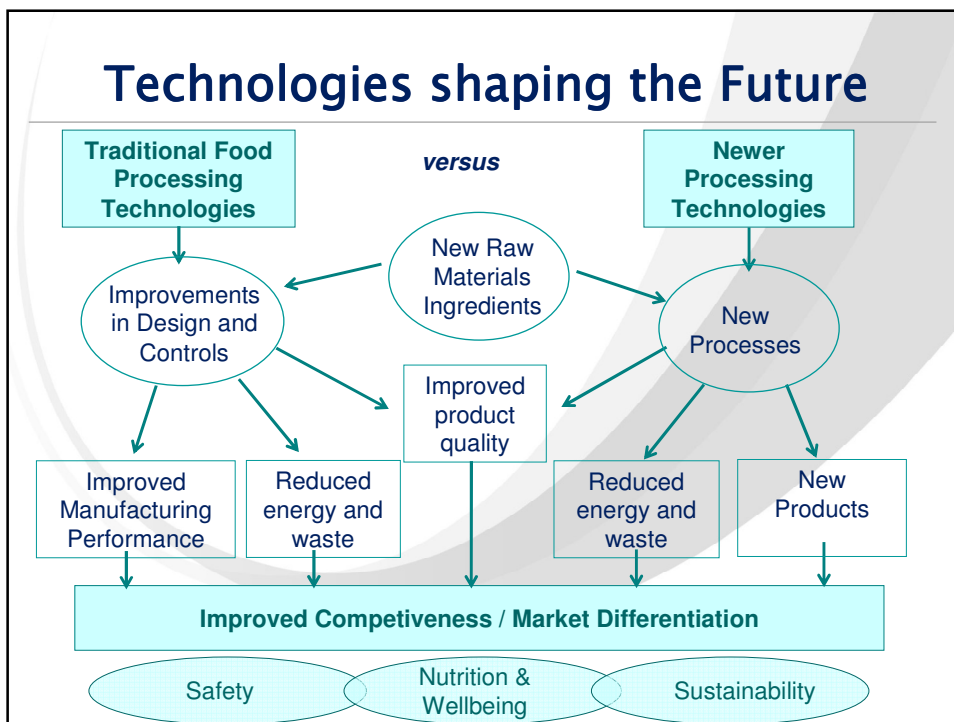 Technologies shaping the Future
Traditional Food
Processing
Technologies
versus
Newer
Processing
Technologies
New Raw
Materials
Ingredients
Improvements
in Design and
Controls
New
Processes
Improved
product
quality
Improved
Manufacturing
Performance
Reduced
energy and
waste
Reduced
energy and
waste
New
Products
Improved Competiveness / Market Differentiation
Safety
Nutrition &
Wellbeing
Sustainability